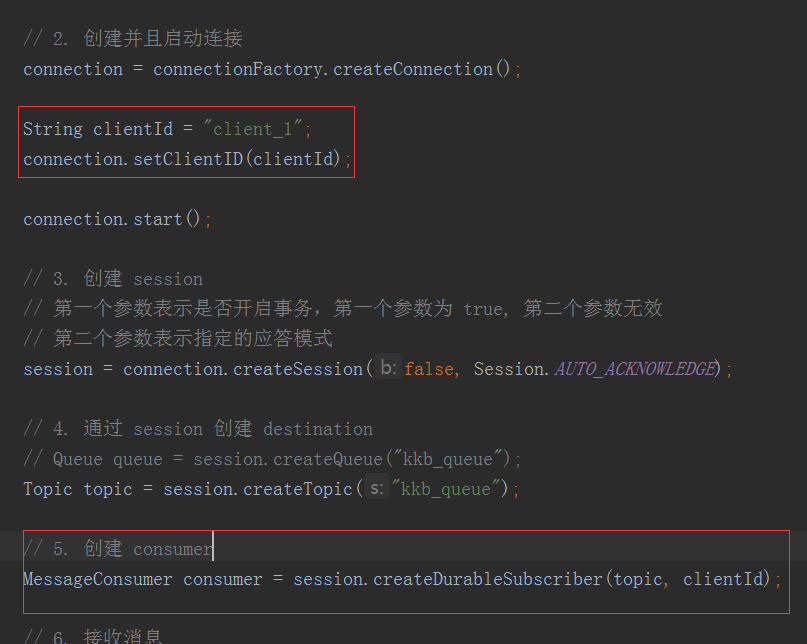 // 2. 创建并且启动连接
connection = connectionFactory.createConnection();
String clientId = "client_1";
connection.setClientID(clientId);
connection.start();
// 3. 创建 session
// 第一个参数表示是否开启事务，第一个参数为 true, 第二个参数无效
// 第二个参数表示指定的应答模式
session = connection.createSession( b: false, Session.AUTO_ACKNOWLEDGE);
// 4. 通过 session 创建 destination
// Queue queue = session.createQueue("kkb_queue");
Topic topic = session.createTopic( s: "kkb_queue");
// 5. 创建 consumer
MessageConsumer consumer = session.createDurableSubscriber(topic, clientId);
// 6. 接收消息